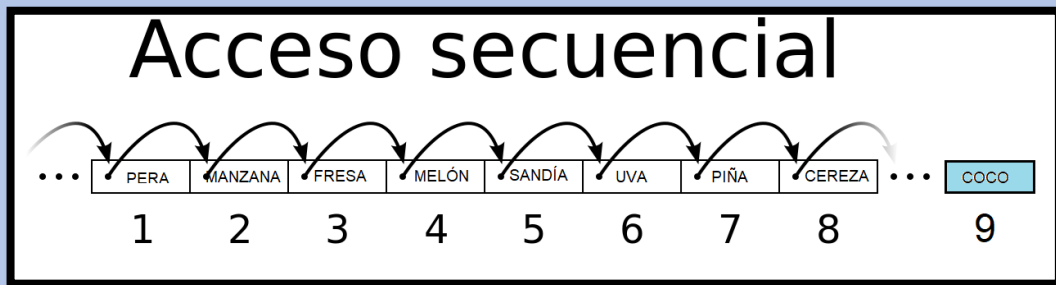 Acceso secuencial
... PERA MANZANA FRESA MELÓN SANDÍA UVA PIÑA CEREZA ... COCO
1 2 3 4 5 6 7 8 9